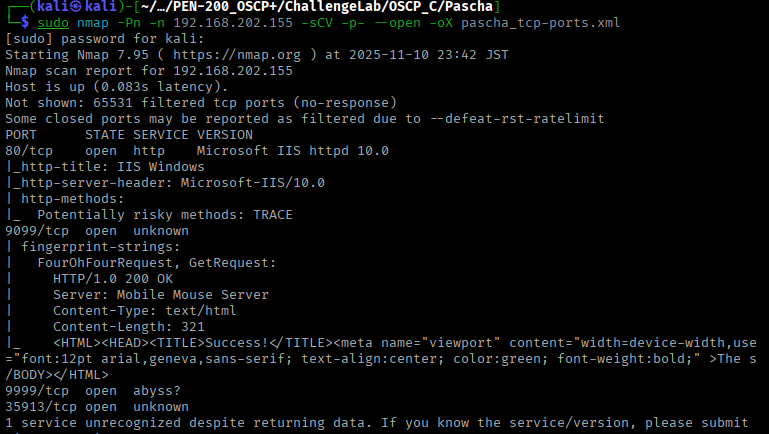 ┌──(kali㉿kali)-[~/…/PEN-200_OSCP+/ChallengeLab/OSCP_C/Pascha]
└─$ sudo nmap -Pn -n 192.168.202.155 -sCV -p- --open -oX pascha_tcp-ports.xml
[sudo] password for kali:
Starting Nmap 7.95 ( https://nmap.org ) at 2025-11-10 23:42 JST
Nmap scan report for 192.168.202.155
Host is up (0.083s latency).
Not shown: 65531 filtered tcp ports (no-response)
Some closed ports may be reported as filtered due to --defeat-rst-ratelimit
PORT      STATE SERVICE VERSION
80/tcp    open  http    Microsoft IIS httpd 10.0
|_http-title: IIS Windows
|_http-server-header: Microsoft-IIS/10.0
| http-methods:
|_  Potentially risky methods: TRACE
9099/tcp  open  unknown
| fingerprint-strings:
|   FourOhFourRequest, GetRequest:
|     HTTP/1.0 200 OK
|     Server: Mobile Mouse Server
|     Content-Type: text/html
|     Content-Length: 321
|_    <HTML><HEAD><TITLE>Success!</TITLE><meta name="viewport" content="width=device-width,use
="font:12pt arial,geneva,sans-serif; text-align:center; color:green; font-weight:bold;" >The s
/BODY></HTML>
9999/tcp  open  abyss?
35913/tcp open  unknown
1 service unrecognized despite returning data. If you know the service/version, please submit